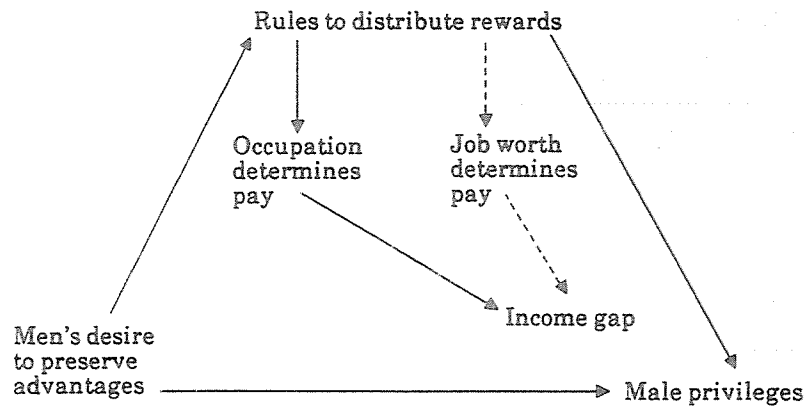 Rules to distribute rewards
Occupation
determines
pay
Job worth
determines
pay
Income gap
Men's desire
to preserve
advantages
Male privileges